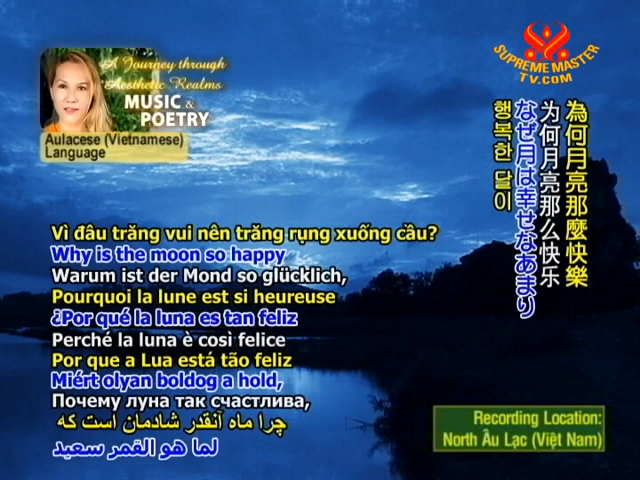 A Journey through
Aesthetic Realms
MUSIC &
POETRY
Aulacese (Vietnamese)
Language
SUPREME MASTER
TV.COM
為何月亮那麼快樂
为何月亮那么快乐
なぜ月は幸せなあまり
행복한 달이
Vì đâu trăng vui nên trăng rụng xuống cầu?
Why is the moon so happy
Warum ist der Mond so glücklich,
Pourquoi la lune est si heureuse
¿Por qué la luna es tan feliz
Perché la luna è così felice
Por que a Lua está tão feliz
Miért olyan boldog a hold,
Почему луна так счастлива,
چرا ماه آنقدر شادمان است که
لما هو القمر سعيد
Recording Location:
North Âu Lạc (Việt Nam)